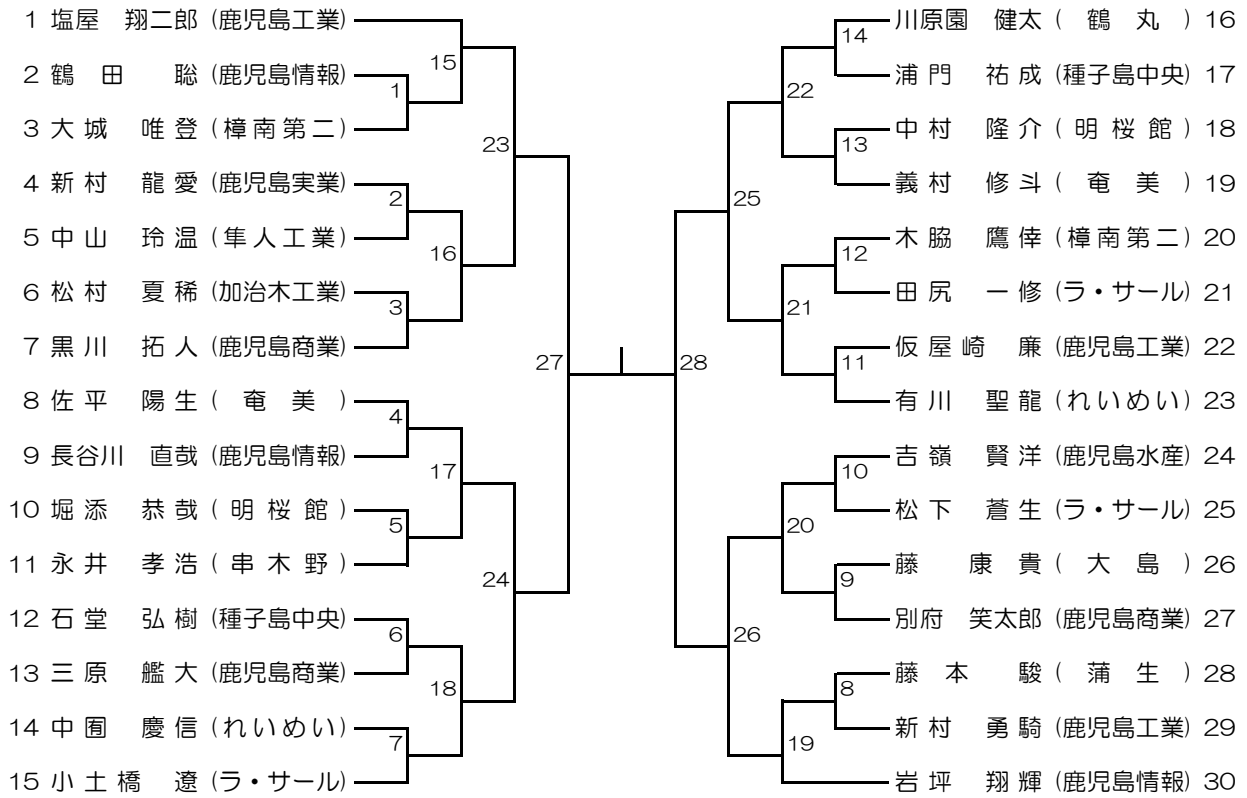 1 塩屋 翔二郎 (鹿児島工業)
2 鶴田 聡 (鹿児島情報)
3 大城 唯登 (樟南第二)
4 新村 龍愛 (鹿児島実業)
5 中山 玲温 (隼人工業)
6 松村 夏稀 (加治木工業)
7 黒川 拓人 (鹿児島商業)
8 佐平 陽生 (奄美)
9 長谷川 直哉 (鹿児島情報)
10 堀添 恭哉 (明桜館)
11 永井 孝浩 (串木野)
12 石堂 弘樹 (種子島中央)
13 三原 艦大 (鹿児島商業)
14 中囿 慶信 (れいめい)
15 小土橋 遼 (ラ・サール)
1
2
3
4
5
6
7
15
16
17
18
23
24
27
28
25
26
22
21
20
19
14
13
12
11
10
9
8
川原園 健太 (鶴丸) 16
浦門 祐成 (種子島中央) 17
中村 隆介 (明桜館) 18
義村 修斗 (奄美) 19
木脇 鷹倖 (樟南第二) 20
田尻 一修 (ラ・サール) 21
仮屋崎 廉 (鹿児島工業) 22
有川 聖龍 (れいめい) 23
吉嶺 賢洋 (鹿児島水産) 24
松下 蒼生 (ラ・サール) 25
藤 康貴 (大島) 26
別府 笑太郎 (鹿児島商業) 27
藤本 駿 (蒲生) 28
新村 勇騎 (鹿児島工業) 29
岩坪 翔輝 (鹿児島情報) 30